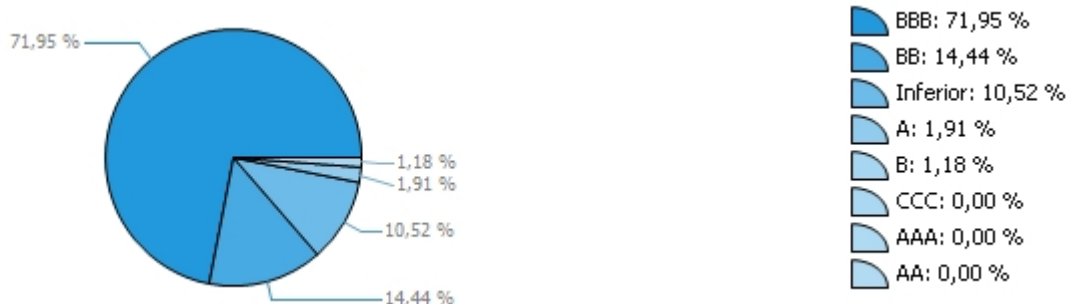 71,95 %
1,18 %
1,91 %
10,52 %
14,44 %
BBB: 71,95 %
BB: 14,44 %
Inferior: 10,52 %
A: 1,91 %
B: 1,18 %
CCC: 0,00 %
AAA: 0,00 %
AA: 0,00 %